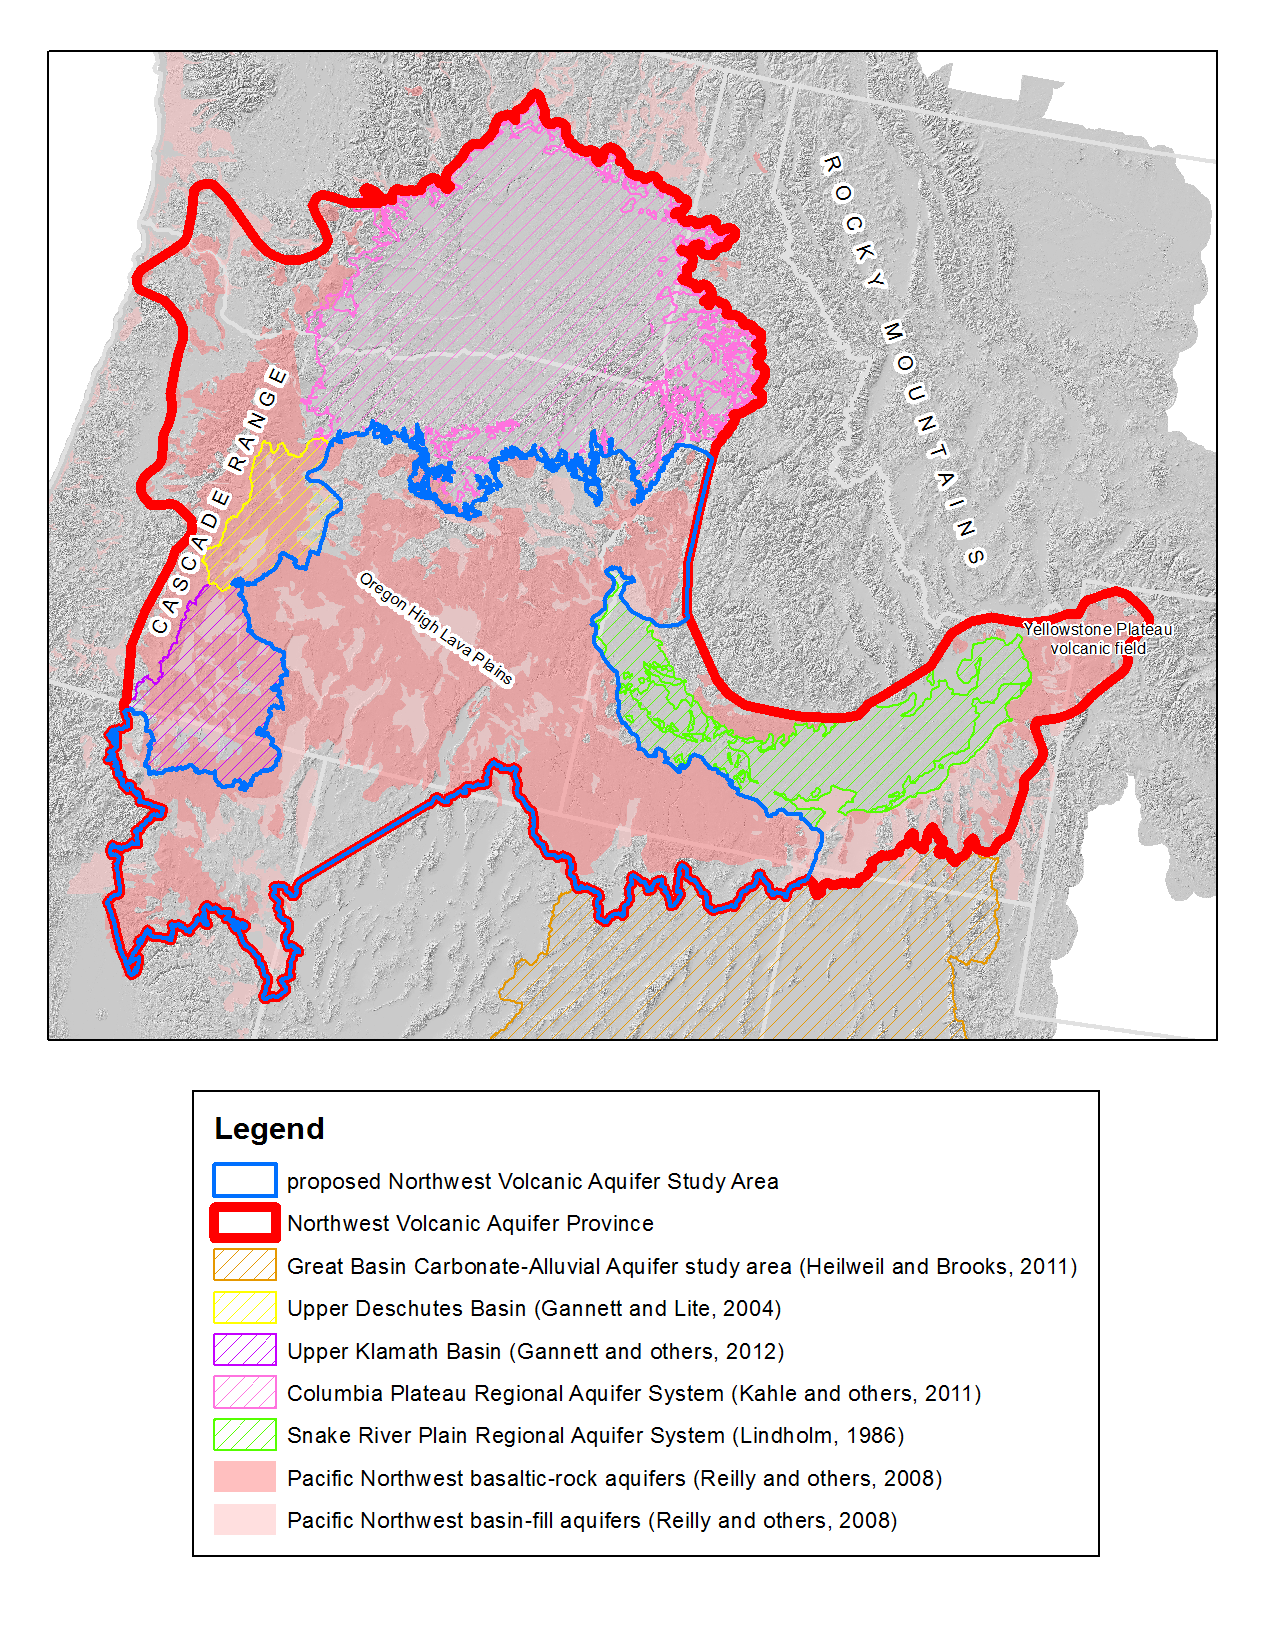 ROCKY MOUNTAINS
CASCADE RANGE
Oregon High Lava Plains
Yellowstone Plateau
volcanic field
Legend
proposed Northwest Volcanic Aquifer Study Area
Northwest Volcanic Aquifer Province
Great Basin Carbonate-Alluvial Aquifer study area (Heilweil and Brooks, 2011)
Upper Deschutes Basin (Gannett and Lite, 2004)
Upper Klamath Basin (Gannett and others, 2012)
Columbia Plateau Regional Aquifer System (Kahle and others, 2011)
Snake River Plain Regional Aquifer System (Lindholm, 1986)
Pacific Northwest basaltic-rock aquifers (Reilly and others, 2008)
Pacific Northwest basin-fill aquifers (Reilly and others, 2008)